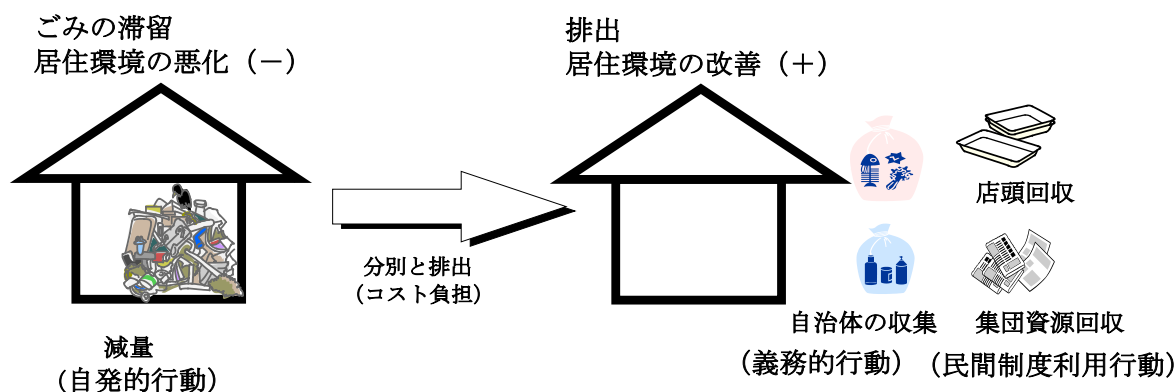 ごみの滞留
居住環境の悪化（－）
排出
居住環境の改善（＋）
分別と排出
（コスト負担）
店頭回収
自治体の収集
集団資源回収
減量
（自発的行動）
（義務的行動）
（民間制度利用行動）